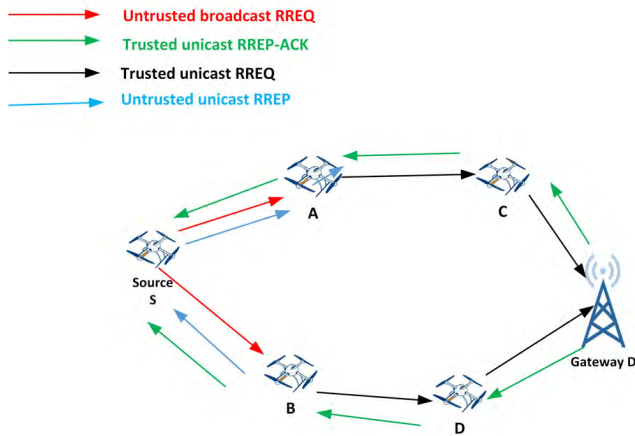 Untrusted broadcast RREQ
Trusted unicast RREP-ACK
Trusted unicast RREQ
Untrusted unicast RREP
A
C
Source
S
Gateway D
B
D